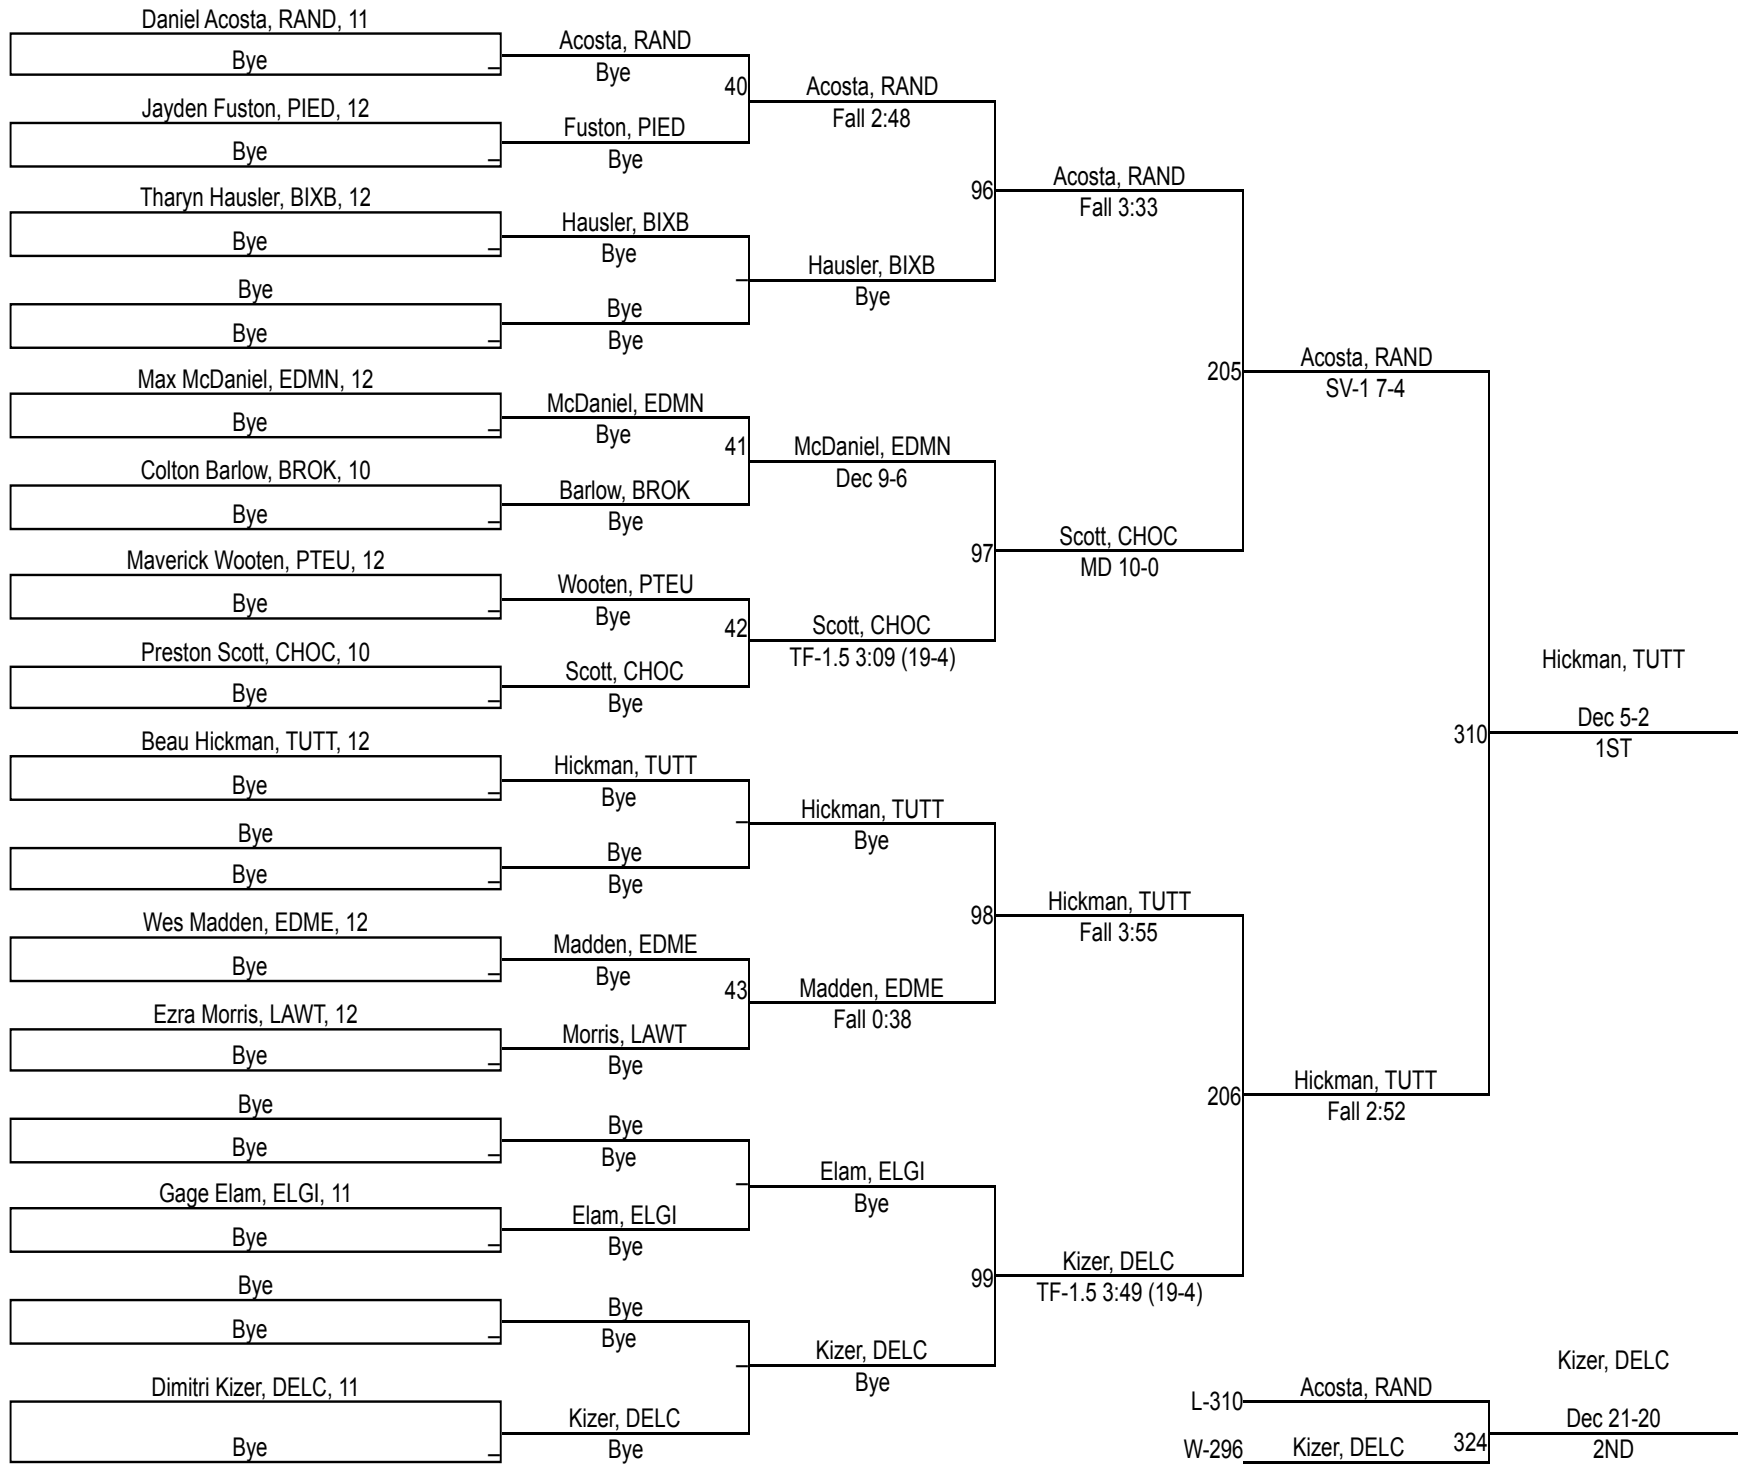 Daniel Acosta, RAND, 11
Bye
Jayden Fuston, PIED, 12
Bye
Tharyn Hausler, BIXB, 12
Bye
Bye
Bye
Max McDaniel, EDMN, 12
Bye
Colton Barlow, BROK, 10
Bye
Maverick Wooten, PTEU, 12
Bye
Preston Scott, CHOC, 10
Bye
Beau Hickman, TUTT, 12
Bye
Bye
Bye
Wes Madden, EDME, 12
Bye
Ezra Morris, LAWT, 12
Bye
Bye
Bye
Gage Elam, ELGI, 11
Bye
Bye
Bye
Dimitri Kizer, DELC, 11
Bye
Acosta, RAND
Bye
40
Fuston, PIED
Bye
Hausler, BIXB
Bye
Bye
Bye
McDaniel, EDMN
Bye
41
Barlow, BROK
Bye
Wooten, PTEU
Bye
42
Scott, CHOC
Bye
Hickman, TUTT
Bye
Bye
Bye
Madden, EDME
Bye
43
Morris, LAWT
Bye
Bye
Bye
Elam, ELGI
Bye
Bye
Bye
Kizer, DELC
Bye
Acosta, RAND
Fall 2:48
96
Hausler, BIXB
Bye
McDaniel, EDMN
Dec 9-6
97
Scott, CHOC
TF-1.5 3:09 (19-4)
Hickman, TUTT
Bye
98
Madden, EDME
Fall 0:38
Elam, ELGI
Bye
99
Kizer, DELC
Bye
Acosta, RAND
Fall 3:33
205
Scott, CHOC
MD 10-0
Hickman, TUTT
Fall 3:55
206
Kizer, DELC
TF-1.5 3:49 (19-4)
Acosta, RAND
SV-1 7-4
310
Hickman, TUTT
Fall 2:52
Hickman, TUTT
Dec 5-2
1ST
L-310
Acosta, RAND
W-296
Kizer, DELC
324
Kizer, DELC
Dec 21-20
2ND